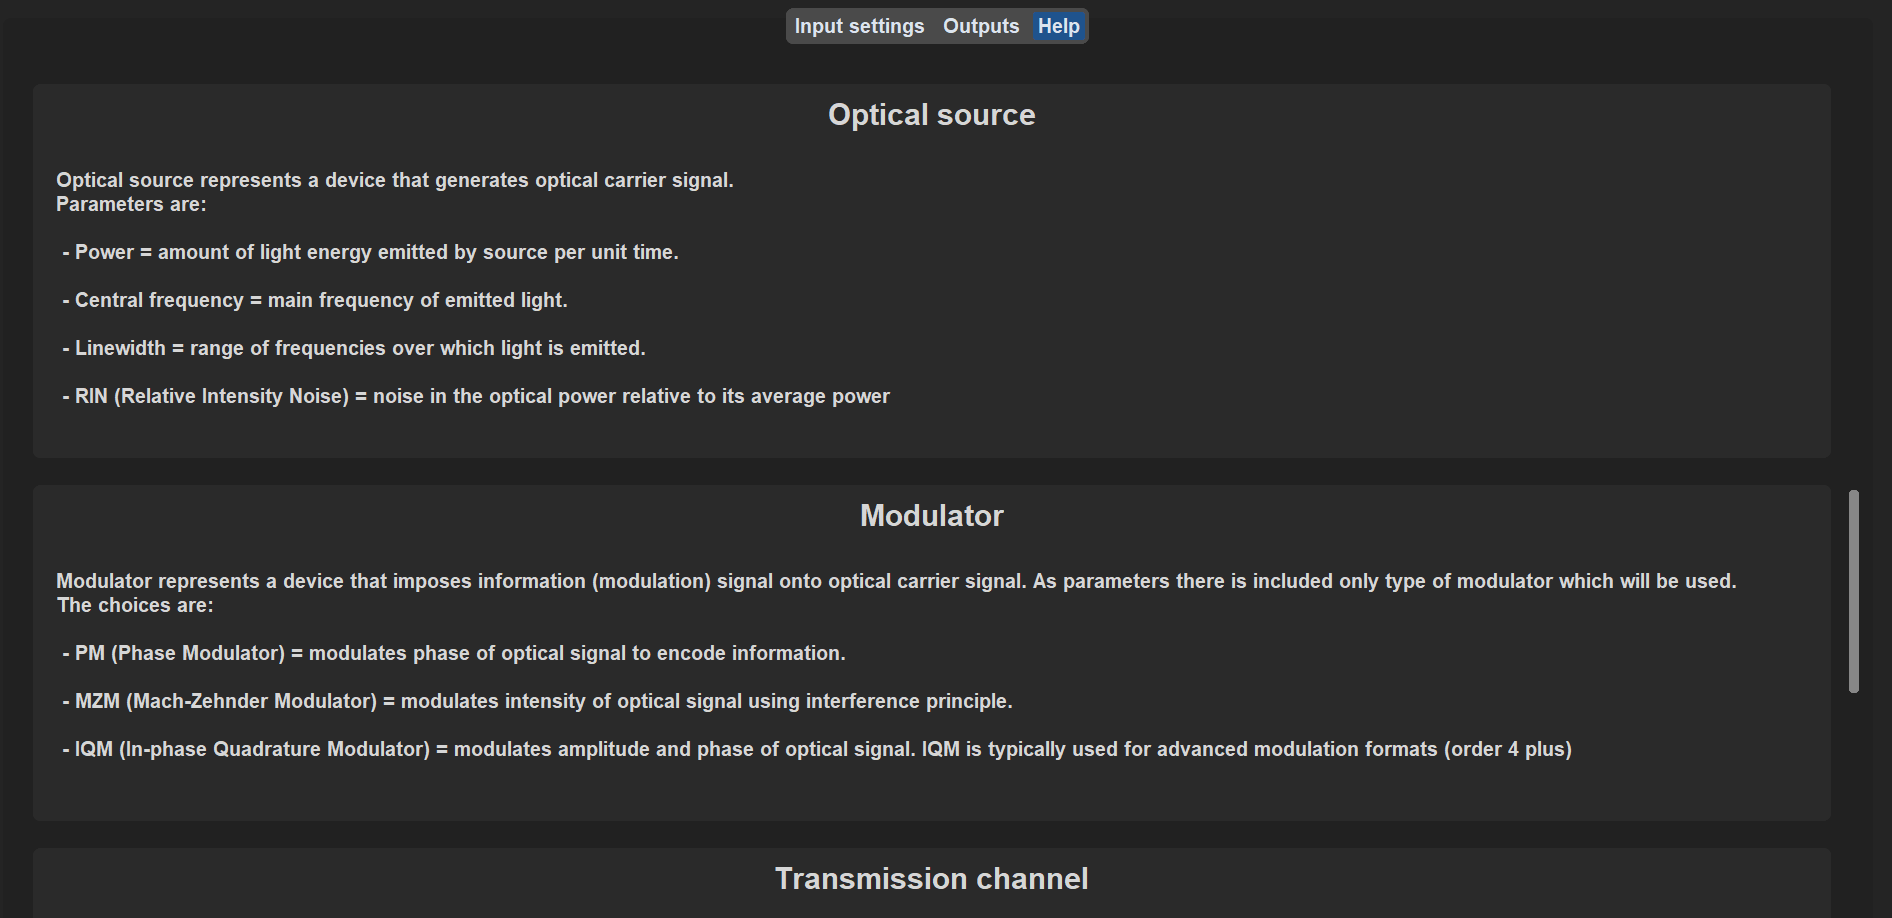 Input settings Outputs Help
Optical source
Optical source represents a device that generates optical carrier signal.
Parameters are:
- Power = amount of light energy emitted by source per unit time.
- Central frequency = main frequency of emitted light.
- Linewidth = range of frequencies over which light is emitted.
- RIN (Relative Intensity Noise) = noise in the optical power relative to its average power
Modulator
Modulator represents a device that imposes information (modulation) signal onto optical carrier signal. As parameters there is included only type of modulator which will be used.
The choices are:
- PM (Phase Modulator) = modulates phase of optical signal to encode information.
- MZM (Mach-Zehnder Modulator) = modulates intensity of optical signal using interference principle.
- IQM (In-phase Quadrature Modulator) = modulates amplitude and phase of optical signal. IQM is typically used for advanced modulation formats (order 4 plus)
Transmission channel